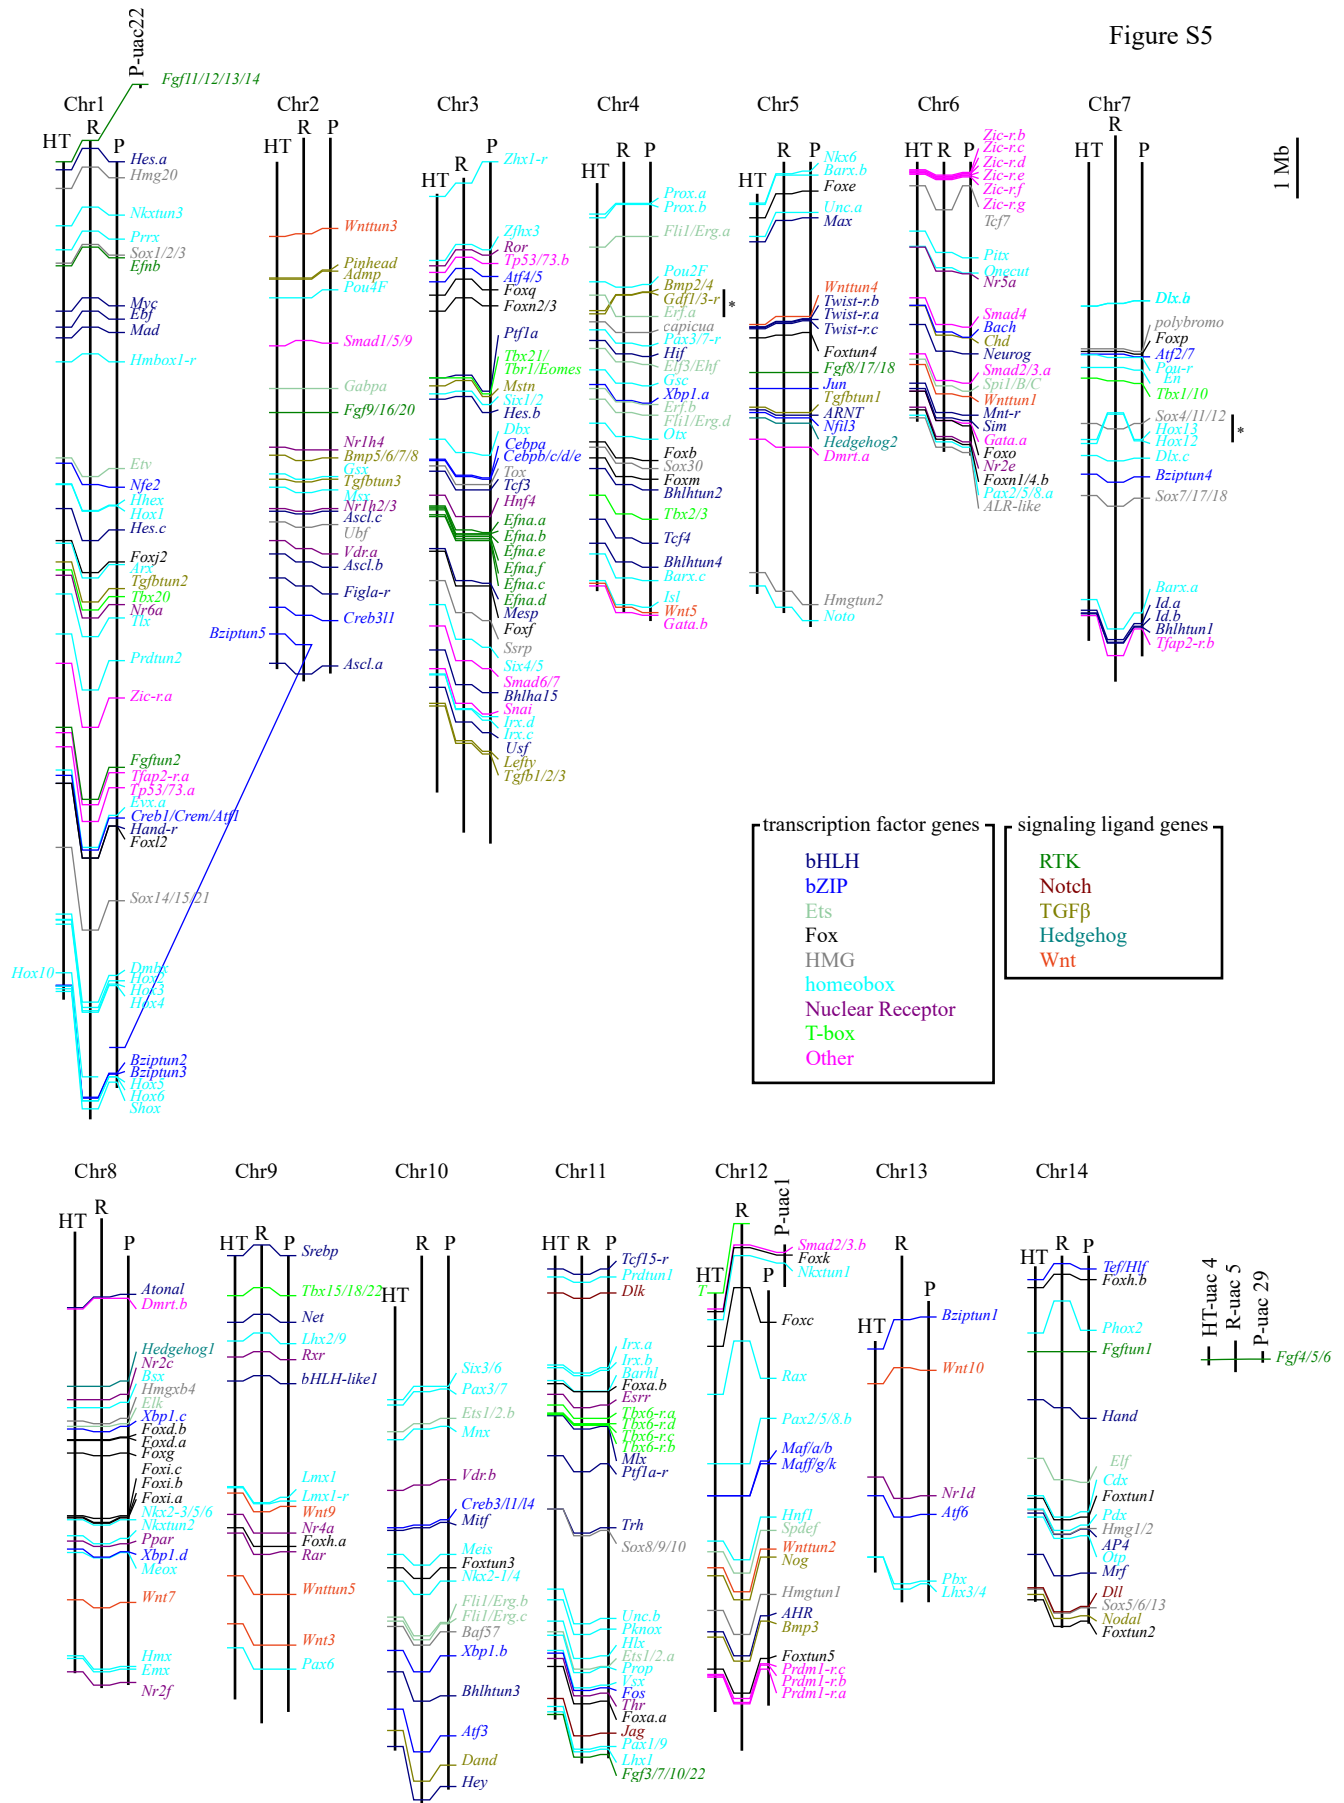 Figure S5
P-uac22
Fgf11/12/13/14
Chr1
HT
R
P
Hes.a
Hmg20
Nkxtun3
Prrx
Sox1/2/3
Efnb
Myc
Ebf
Mad
Hmbox1-r
Etv
Nfe2
Hhex
Hox1
Hes.c
Foxj2
Arx
Tgfbtun2
Tbx20
Nr6a
Tlx
Prdtun2
Zic-r.a
Fgftun2
Tfap2-r.a
Tp53/73.a
Evx.a
Creb1/Crem/Atf1
Hand-r
Foxl2
Sox14/15/21
Hox10
Dmbx
Hox2
Hox3
Hox4
Bziptun2
Bziptun3
Hox5
Hox6
Shox
Chr2
HT
R
P
Wnttun3
Pinhead
Admp
Pou4F
Smad1/5/9
Gabpa
Fgf9/16/20
Nr1h4
Bmp5/6/7/8
Gsx
Tgfbtun3
Msx
Nr1h2/3
Ascl.c
Ubf
Vdr.a
Ascl.b
Figla-r
Creb3l1
Bziptun5
Ascl.a
Chr3
HT
R
P
Zhx1-r
Zfhx3
Ror
Tp53/73.b
Atf4/5
Foxq
Foxn2/3
Ptf1a
Tbx21/
Tbr1/Eomes
Mstn
Six1/2
Hes.b
Dbx
Cebpa
Cebpb/c/d/e
Tox
Tcf3
Hnf4
Efna.a
Efna.b
Efna.e
Efna.f
Efna.c
Efna.d
Mesp
Foxf
Ssrp
Six4/5
Smad6/7
Bhlha15
Snai
Irx.d
Irx.c
Usf
Lefty
Tgfb1/2/3
Chr4
HT
R
P
Prox.a
Prox.b
Fli1/Erg.a
Pou2F
Bmp2/4
Gdf1/3-r
*
Erf.a
capicua
Pax3/7-r
Hif
Elf3/Ehf
Gsc
Xbp1.a
Erf.b
Fli1/Erg.d
Otx
Foxb
Sox30
Foxm
Bhlhtun2
Tbx2/3
Tcf4
Bhlhtun4
Barx.c
Isl
Wnt5
Gata.b
Chr5
HT
R
P
Nkx6
Barx.b
Foxe
Unc.a
Max
Wnttun4
Twist-r.b
Twist-r.a
Twist-r.c
Foxtun4
Fgf8/17/18
Jun
Tgfbtun1
ARNT
Nfil3
Hedgehog2
Dmrt.a
Hmgtun2
Noto
Chr6
HT
R
P
Zic-r.b
Zic-r.c
Zic-r.d
Zic-r.e
Zic-r.f
Zic-r.g
Tcf7
Pitx
Onecut
Nr5a
Smad4
Bach
Chd
Neurog
Smad2/3.a
Spi1/B/C
Wnttun1
Mnt-r
Sim
Gata.a
Foxo
Nr2e
Foxn1/4.b
Pax2/5/8.a
ALR-like
Chr7
HT
R
P
Dlx.b
polybromo
Foxp
Atf2/7
Pou-r
En
Tbx1/10
Sox4/11/12
Hox13
*
Hox12
Dlx.c
Bziptun4
Sox7/17/18
Barx.a
Id.a
Id.b
Bhlhtun1
Tfap2-r.b
1 Mb
transcription factor genes
bHLH
bZIP
Ets
Fox
HMG
homeobox
Nuclear Receptor
T-box
Other
signaling ligand genes
RTK
Notch
TGFβ
Hedgehog
Wnt
Chr8
HT
R
P
Atonal
Dmrt.b
Hedgehog1
Nr2c
Bsx
Hmgxb4
Elk
Xbp1.c
Foxd.b
Foxd.a
Foxg
Foxi.c
Foxi.b
Foxi.a
Nkx2-3/5/6
Nkxtun2
Ppar
Xbp1.d
Meox
Wnt7
Hmx
Emx
Nr2f
Chr9
HT
R
P
Srebp
Tbx15/18/22
Net
Lhx2/9
Rxr
bHLH-like1
Lmx1
Lmx1-r
Wnt9
Nr4a
Foxh.a
Rar
Wnttun5
Wnt3
Pax6
Chr10
HT
R
P
Six3/6
Pax3/7
Ets1/2.b
Mnx
Vdr.b
Creb3/l1/l4
Mitf
Meis
Foxtun3
Nkx2-1/4
Fli1/Erg.b
Fli1/Erg.c
Baf57
Xbp1.b
Bhlhtun3
Atf3
Dand
Hey
Chr11
HT
R
P
Tcf15-r
Prdtun1
Dlk
Irx.a
Irx.b
Barhl
Foxa.b
Esrr
Tbx6-r.a
Tbx6-r.d
Tbx6-r.c
Tbx6-r.b
Mlx
Ptf1a-r
Trh
Sox8/9/10
Unc.b
Pknox
Hlx
Ets1/2.a
Prop
Vsx
Fos
Thr
Foxa.a
Jag
Pax1/9
Lhx1
Fgf3/7/10/22
Chr12
HT
R
P
P-uac1
T
Smad2/3.b
Foxk
Nkxtun1
Foxc
Rax
Pax2/5/8.b
Maf/a/b
Maff/g/k
Hnf1
Spdef
Wnttun2
Nog
Hmgtun1
AHR
Bmp3
Foxtun5
Prdm1-r.c
Prdm1-r.b
Prdm1-r.a
Chr13
HT
R
P
Bziptun1
Wnt10
Nr1d
Atf6
Pbx
Lhx3/4
Chr14
HT
R
P
Tef/Hlf
Foxh.b
Phox2
Fgftun1
Hand
Elf
Cdx
Foxtun1
Pdx
Hmg1/2
AP4
Otp
Mrf
Dll
Sox5/6/13
Nodal
Foxtun2
HT-uac 4
R-uac 5
P-uac 29
Fgf4/5/6